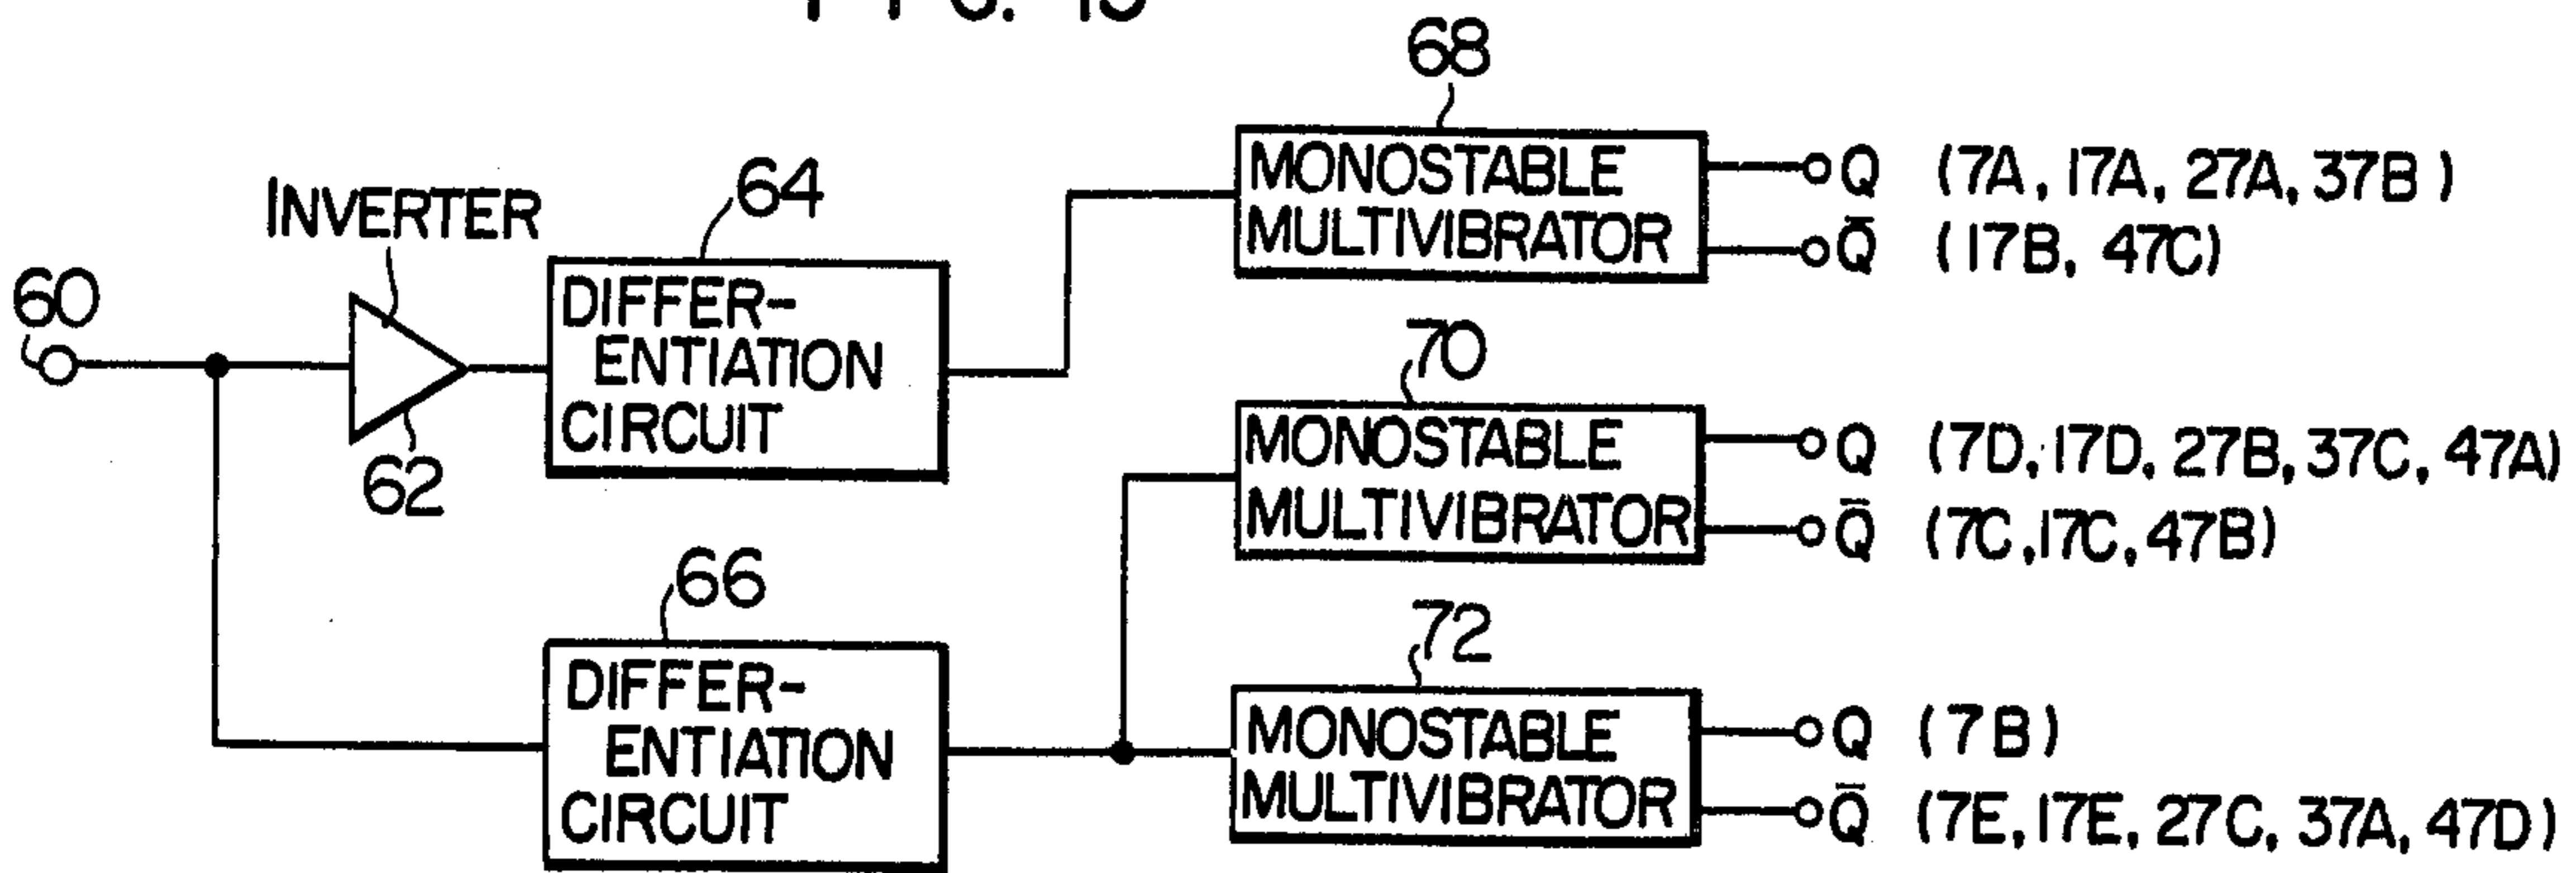 68
MONOSTABLE
MULTIVIBRATOR
Q (7A, 17A, 27A, 37B)
Q̄ (17B, 47C)
INVERTER
64
60
DIFFER-
ENTIATION
CIRCUIT
62
70
MONOSTABLE
MULTIVIBRATOR
Q (7D, 17D, 27B, 37C, 47A)
Q̄ (7C, 17C, 47B)
66
DIFFER-
ENTIATION
CIRCUIT
72
MONOSTABLE
MULTIVIBRATOR
Q (7B)
Q̄ (7E, 17E, 27C, 37A, 47D)